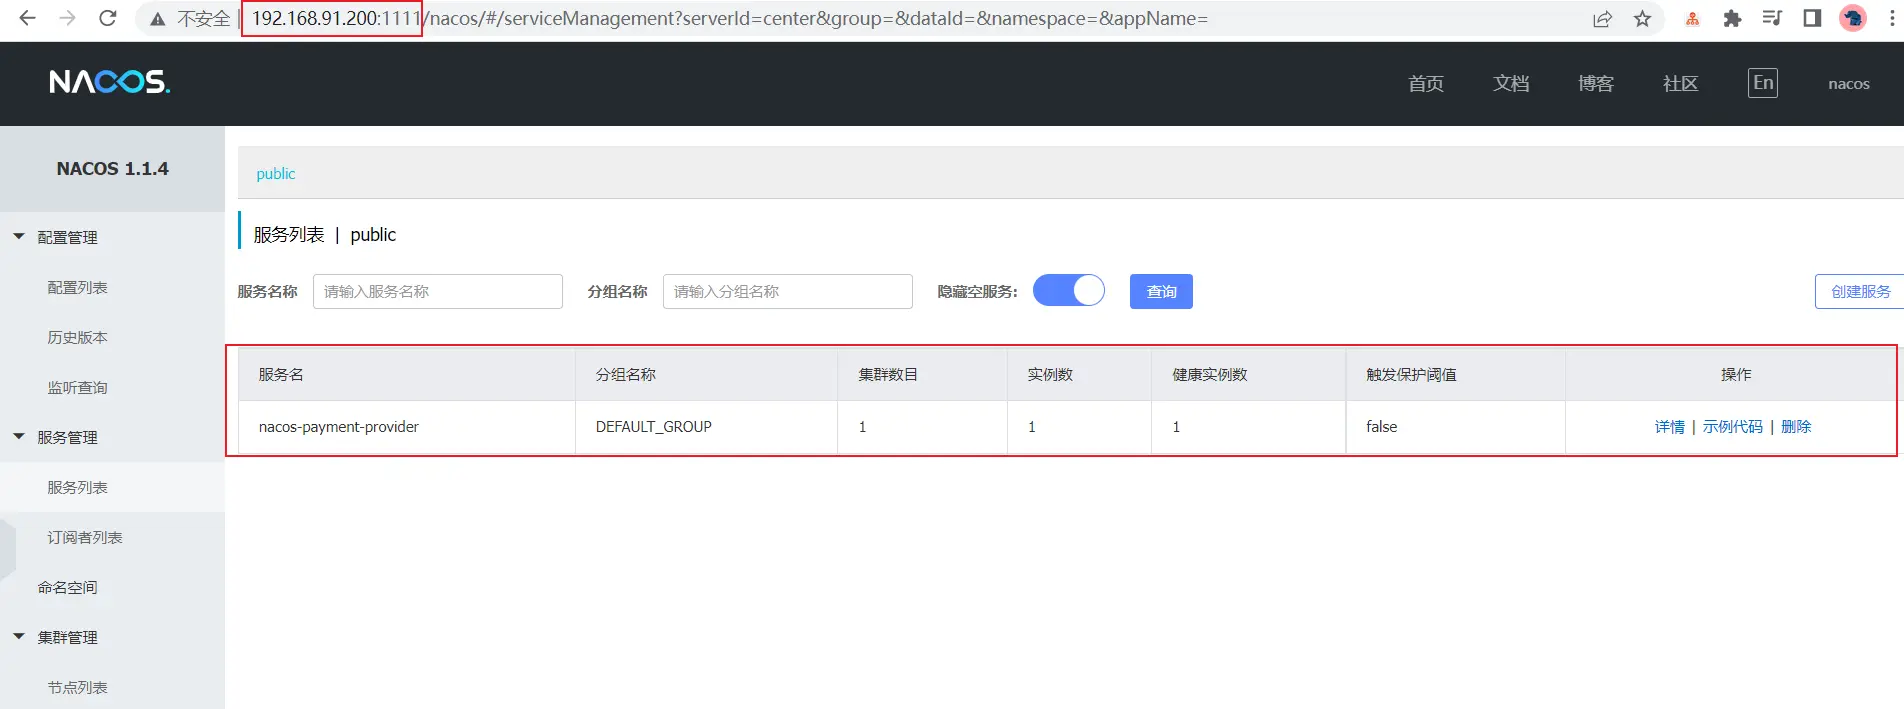 不安全 192.168.91.200:1111/nacos/#/serviceManagement?serverId=center&group=&dataId=&namespace=&appName=
NACOS. 首页 文档 博客 社区 En nacos
NACOS 1.1.4
public
配置管理
服务列表 | public
配置列表
服务名称 请输入服务名称 分组名称 请输入分组名称 隐藏空服务: 查询 创建服务
历史版本
监听查询
服务名 分组名称 集群数目 实例数 健康实例数 触发保护阈值 操作
nacos-payment-provider DEFAULT_GROUP 1 1 1 false 详情 | 示例代码 | 删除
服务管理
服务列表
订阅者列表
命名空间
集群管理
节点列表